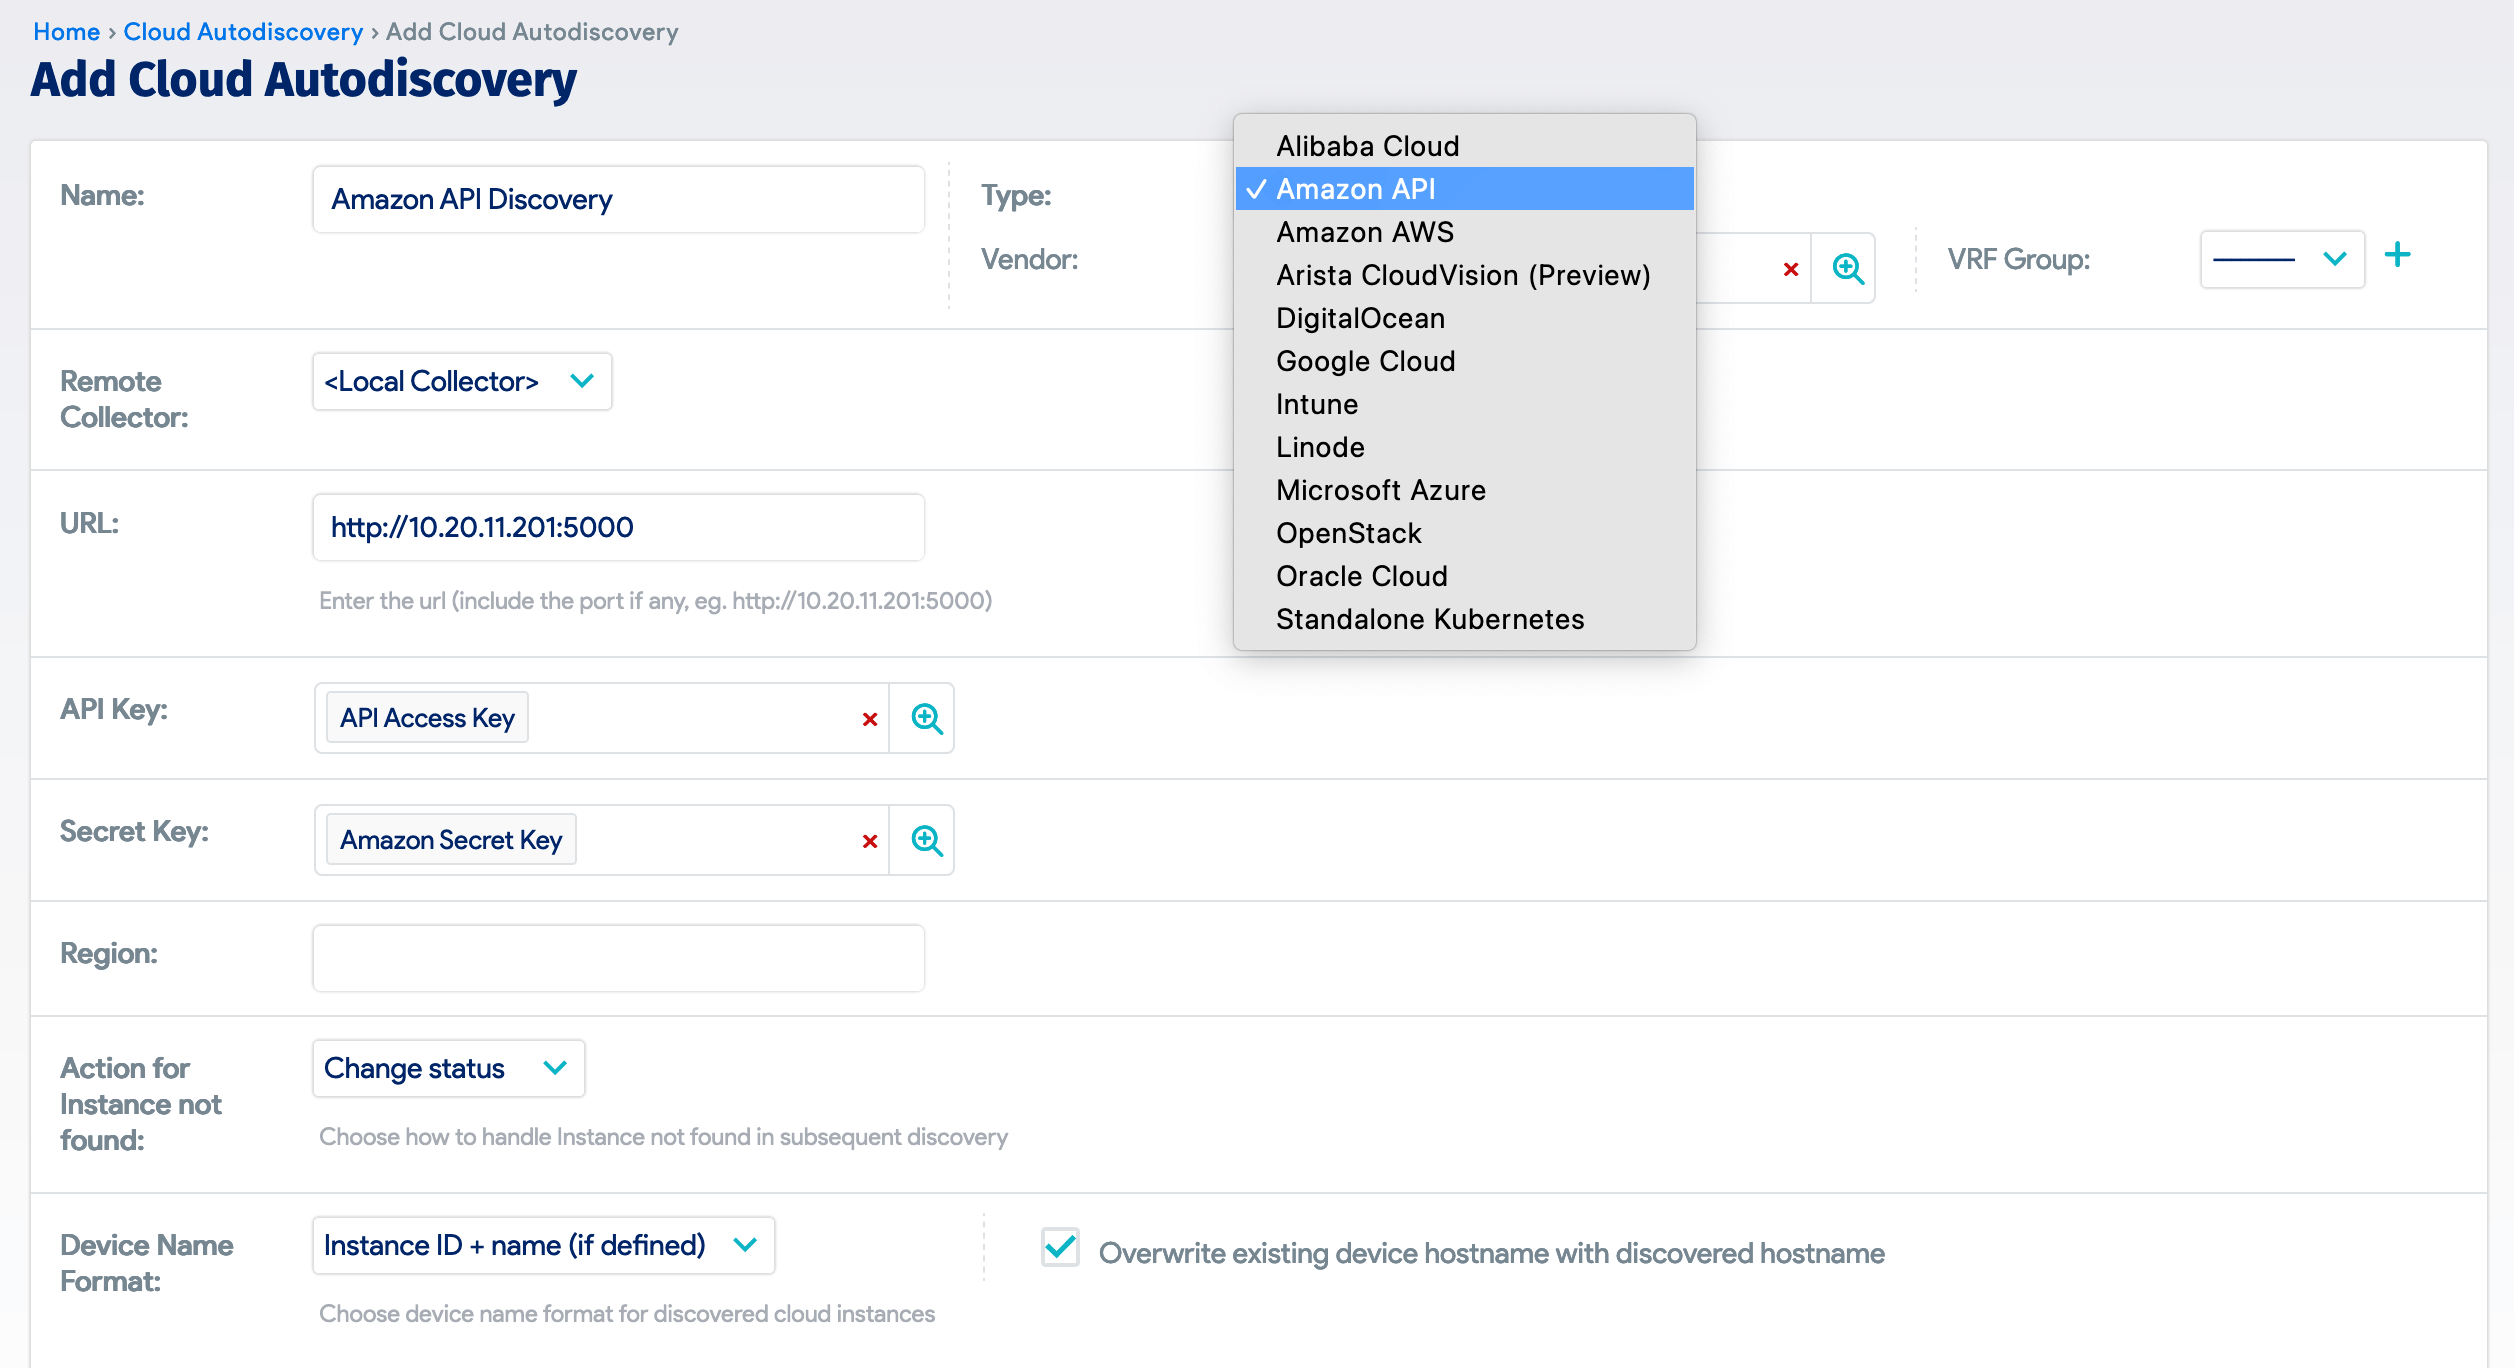 Home › Cloud Autodiscovery › Add Cloud Autodiscovery
Add Cloud Autodiscovery
Name:
Amazon API Discovery
Type:
Alibaba Cloud
✓ Amazon API
Amazon AWS
Arista CloudVision (Preview)
DigitalOcean
Google Cloud
Intune
Linode
Microsoft Azure
OpenStack
Oracle Cloud
Standalone Kubernetes
Vendor:
VRF Group:
Remote
Collector:
<Local Collector>
URL:
http://10.20.11.201:5000
Enter the url (include the port if any, eg. http://10.20.11.201:5000)
API Key:
API Access Key
Secret Key:
Amazon Secret Key
Region:
Action for
Instance not
found:
Change status
Choose how to handle Instance not found in subsequent discovery
Device Name
Format:
Instance ID + name (if defined)
Overwrite existing device hostname with discovered hostname
Choose device name format for discovered cloud instances